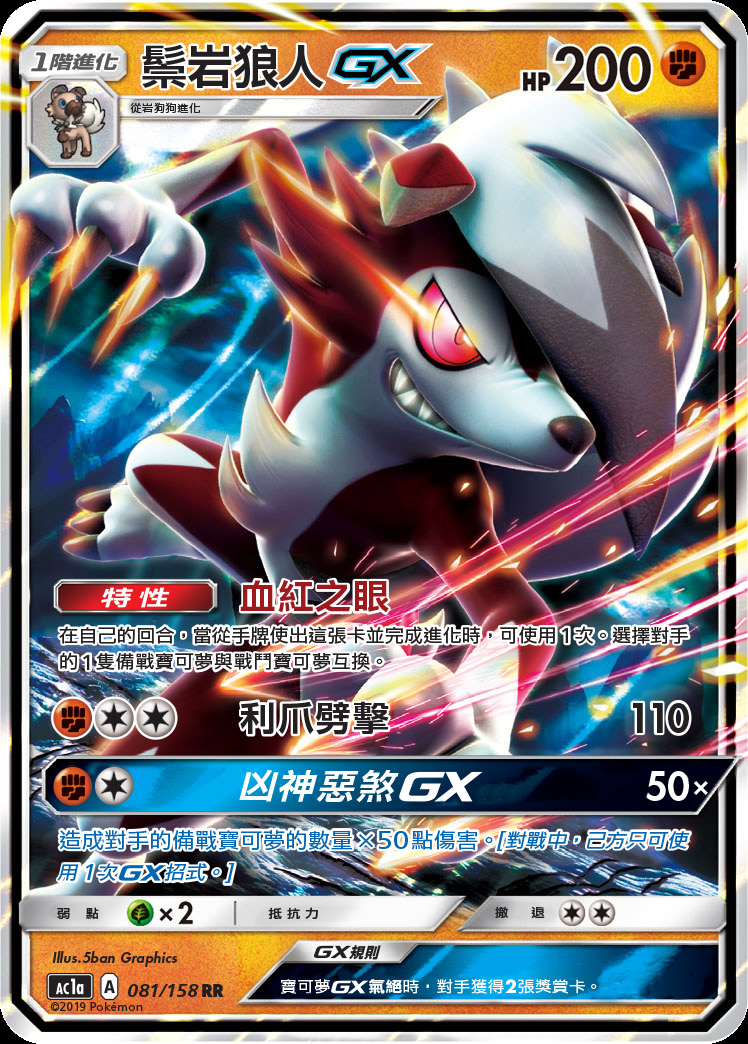 1階進化
鬃岩狼人GX
HP200
從岩狗狗進化
特性 血紅之眼
在自己的回合，當從手牌使出這張卡並完成進化時，可使用1次。選擇對手
的1隻備戰寶可夢與戰鬥寶可夢互換。
利爪劈擊 110
凶神惡煞GX 50×
造成對手的備戰寶可夢的數量×50點傷害。[對戰中，己方只可使
用1次GX招式。]
弱點 ×2 抵抗力 撤退
Illus.5ban Graphics
GX規則
AC1a A 081/158 RR
寶可夢GX氣絕時，對手獲得2張獎賞卡。
©2019 Pokémon